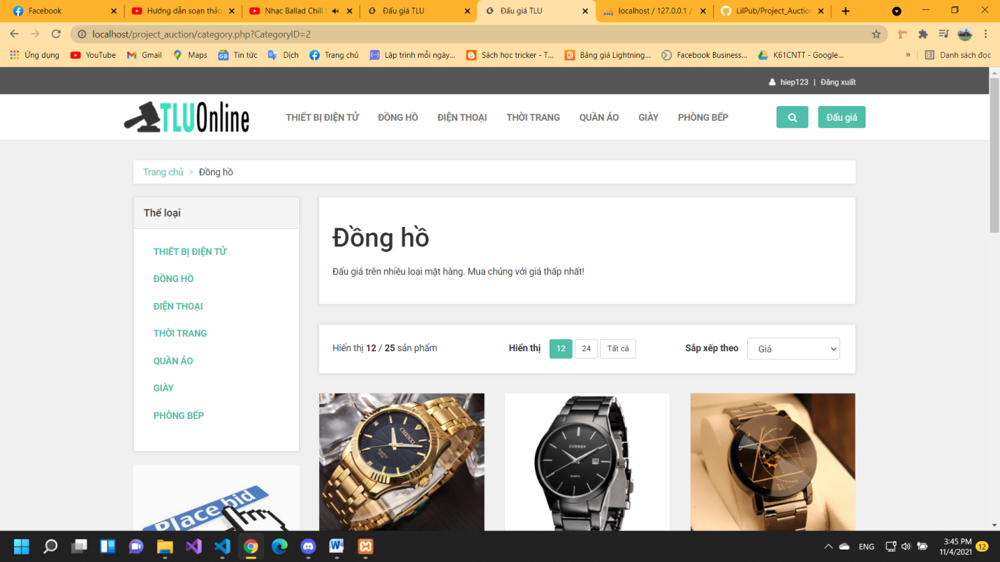 Facebook
Hướng dẫn soạn thảo
Nhạc Ballad Chill
Đấu giá TLU
Đấu giá TLU
localhost / 127.0.0.1 /
LilPub/Project_Auction
localhost/project_auction/category.php?CategoryID=2
Ứng dụng
YouTube
Gmail
Maps
Tin tức
Dịch
Trang chủ
Lập trình mỗi ngày...
Sách học tricker - T...
Bảng giá Lightning...
Facebook Business...
K61CNTT - Google...
»
Danh sách đọc
hiep123 | Đăng xuất
TLUOnline
THIẾT BỊ ĐIỆN TỬ
ĐỒNG HỒ
ĐIỆN THOẠI
THỜI TRANG
QUẦN ÁO
GIÀY
PHÒNG BẾP
Đấu giá
Trang chủ > Đồng hồ
Thể loại
THIẾT BỊ ĐIỆN TỬ
ĐỒNG HỒ
ĐIỆN THOẠI
THỜI TRANG
QUẦN ÁO
GIÀY
PHÒNG BẾP
Place bid
Đồng hồ
Đấu giá trên nhiều loại mặt hàng. Mua chúng với giá thấp nhất!
Hiển thị 12 / 25 sản phẩm
Hiển thị 12 24 Tất cả
Sắp xếp theo Giá
CHENXI
CURREN
QUARTZ
ENG
3:45 PM
11/4/2021
12